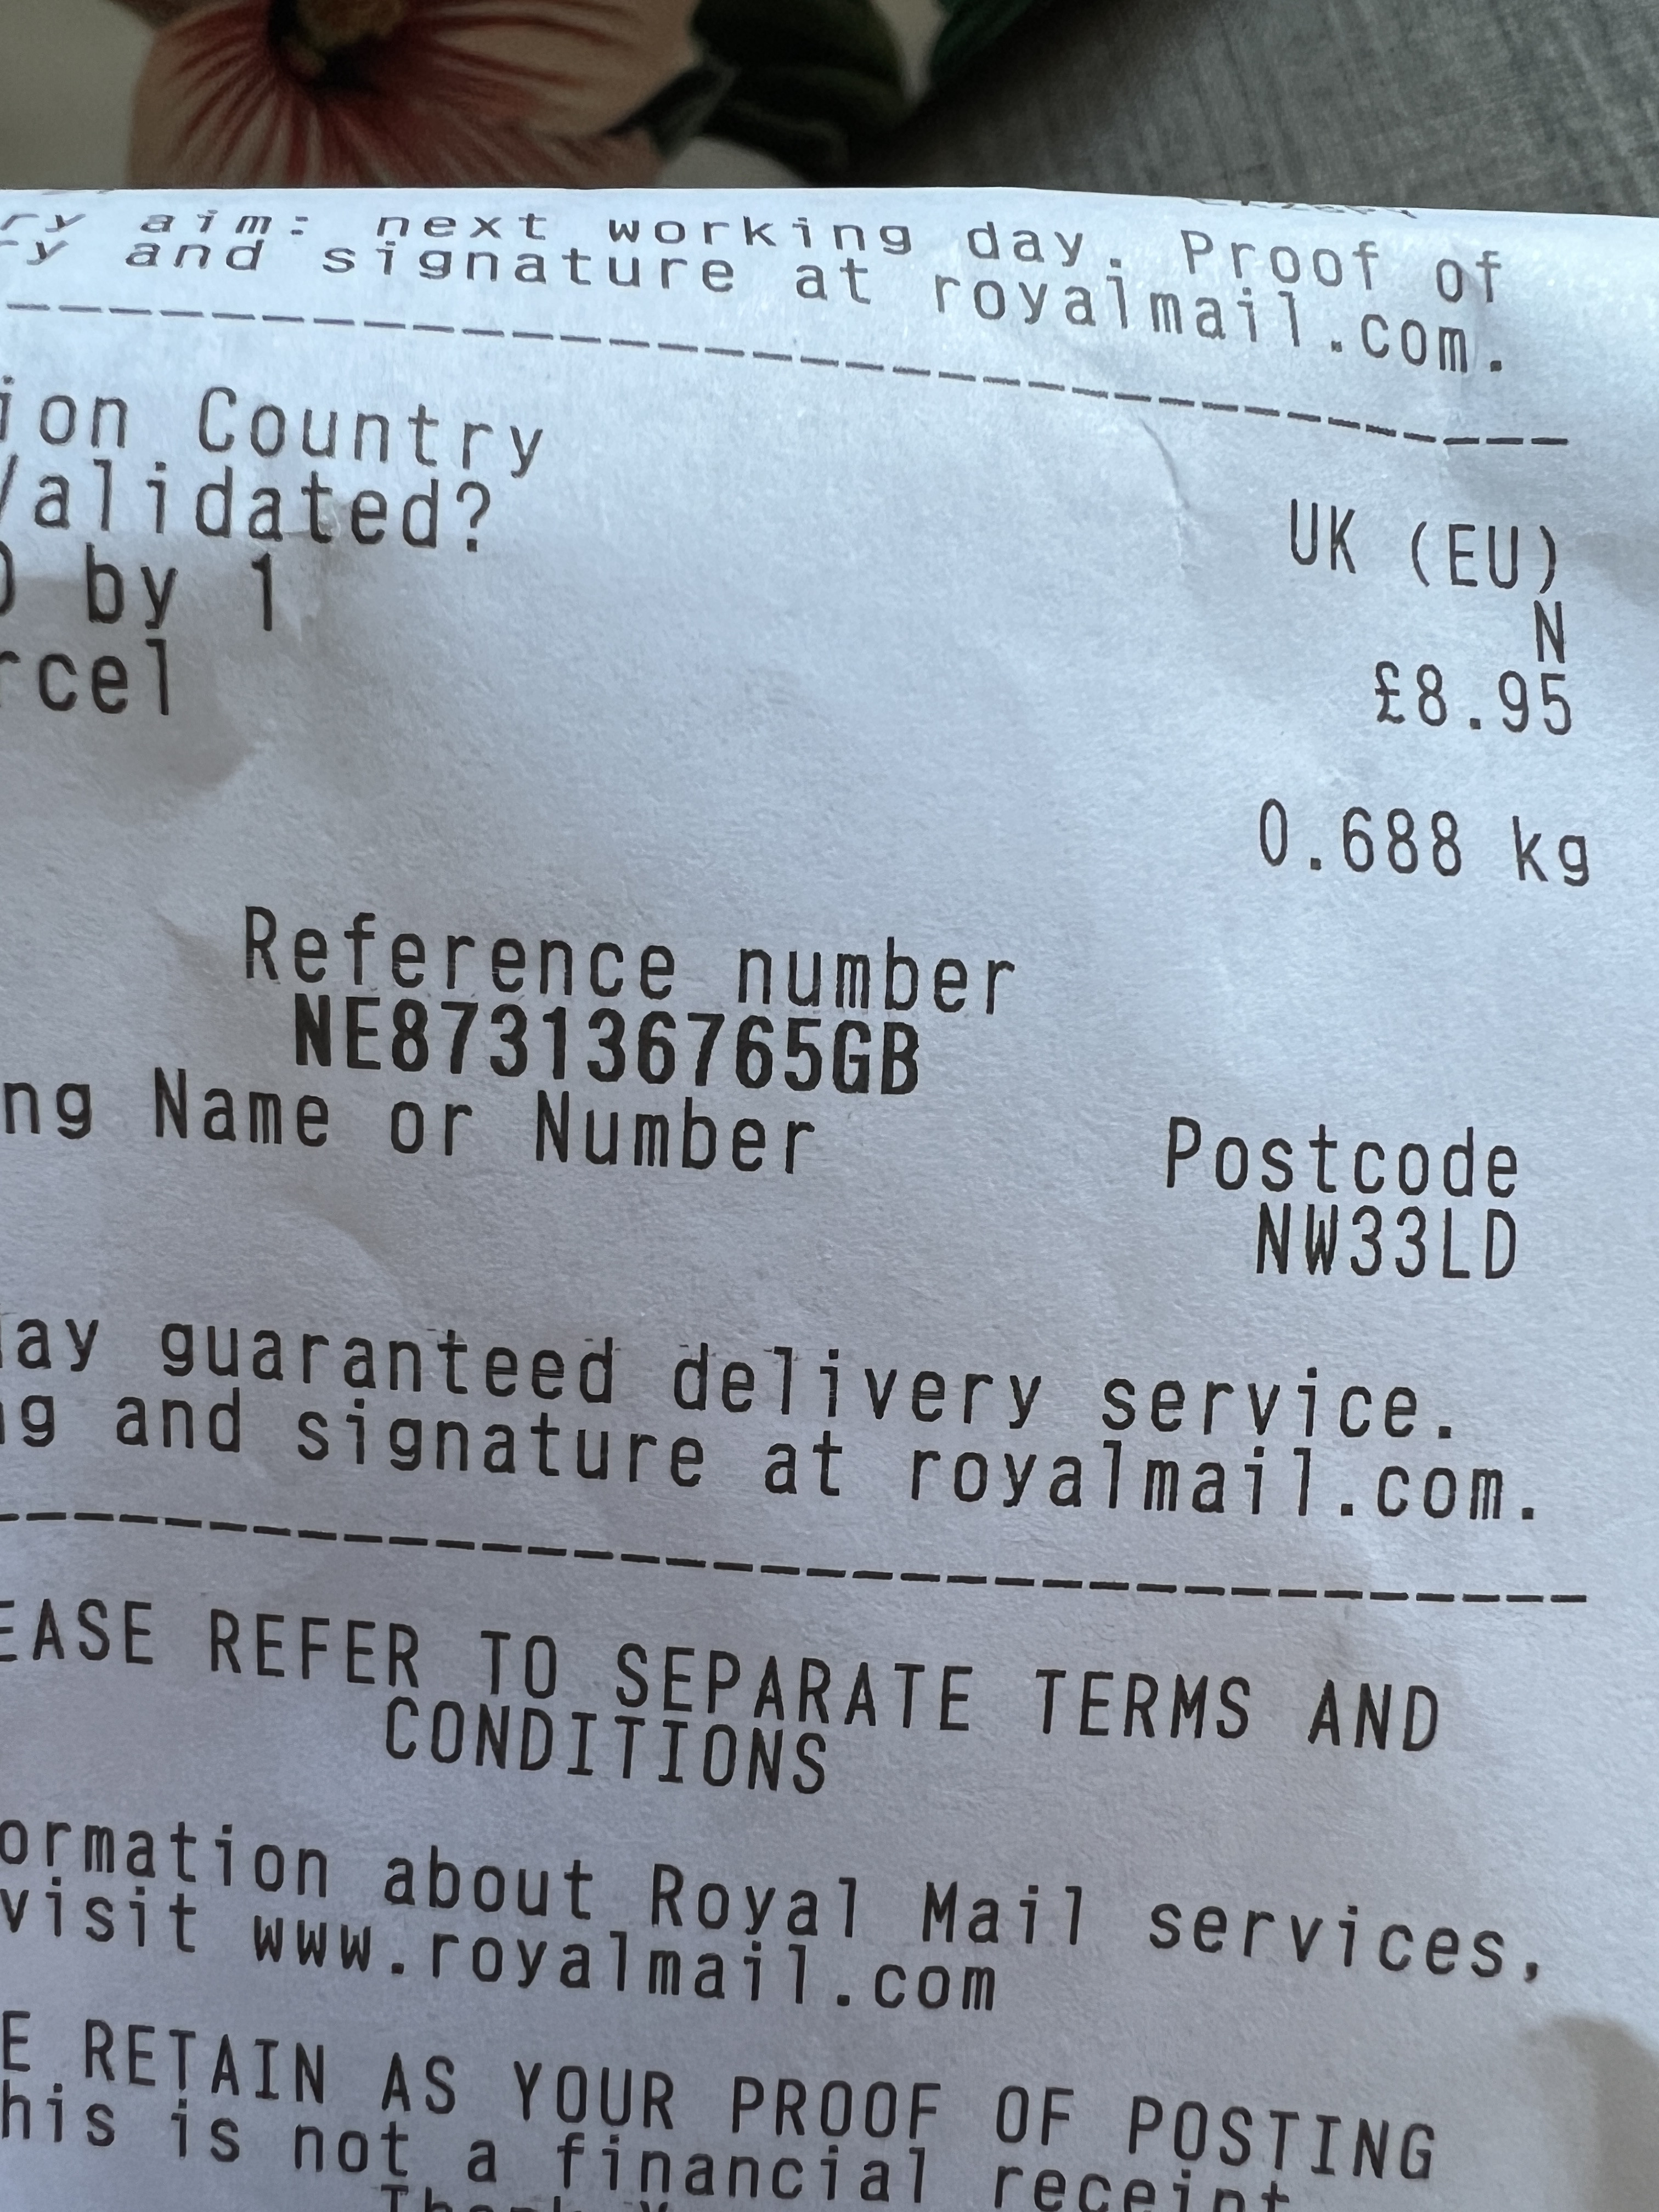 ry aim: next working day. Proof of
ry and signature at royalmail.com.
ion Country
UK (EU)
Validated?
N
by 1
£8.95
rcel
0.688 kg
Reference number
NE873136765GB
ng Name or Number
Postcode
NW33LD
ay guaranteed delivery service.
ng and signature at royalmail.com.
EASE REFER TO SEPARATE TERMS AND
CONDITIONS
ormation about Royal Mail services,
visit www.royalmail.com
E RETAIN AS YOUR PROOF OF POSTING
his is not a financial receipt